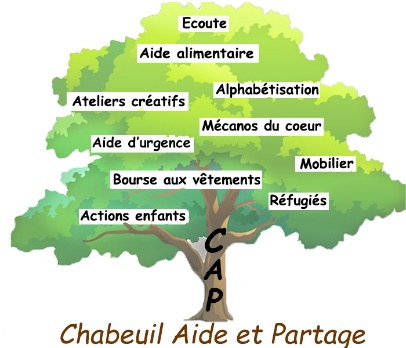 Ecoute
Aide alimentaire
Alphabétisation
Ateliers créatifs
Mécanos du coeur
Aide d'urgence
Mobilier
Bourse aux vêtements
Réfugiés
Actions enfants
CAP
Chabeuil Aide et Partage